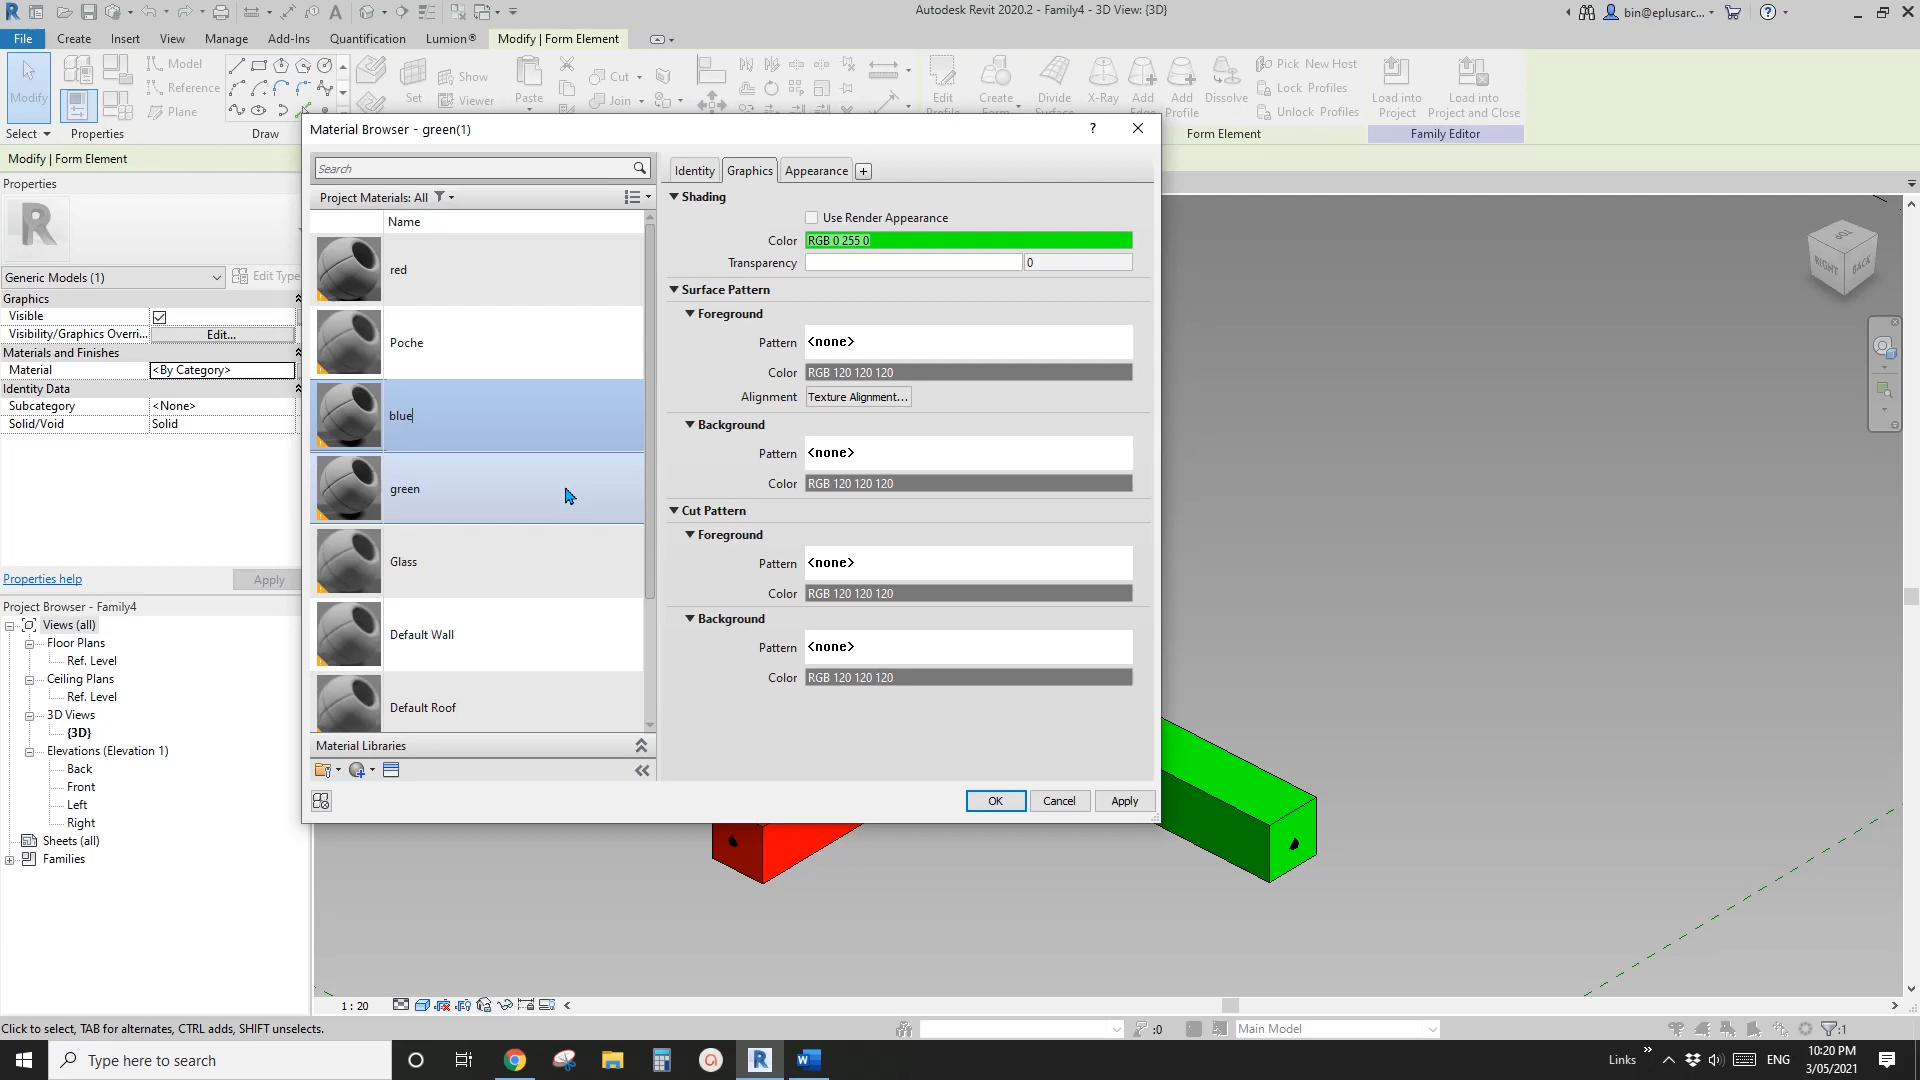 Autodesk Revit 2020.2 - Family4 - 3D View: {3D}
bin@eplusarc...
File Create Insert View Manage Add-Ins Quantification Lumion® Modify | Form Element
Modify
Select
Properties
Model
Reference
Plane
Draw
Set
Show
Viewer
Paste
Cut
Join
Edit
Profile
Create
Form
Divide
Surface
X-Ray
Add
Edge
Add
Profile
Dissolve
Pick New Host
Lock Profiles
Unlock Profiles
Form Element
Load into
Project
Load into
Project and Close
Family Editor
Modify | Form Element
Properties
Generic Models (1)
Edit Type
Graphics
Visible
Visibility/Graphics Overri... Edit...
Materials and Finishes
Material <By Category>
Identity Data
Subcategory <None>
Solid/Void Solid
Properties help
Apply
Project Browser - Family4
Views (all)
Floor Plans
Ref. Level
Ceiling Plans
Ref. Level
3D Views
{3D}
Elevations (Elevation 1)
Back
Front
Left
Right
Sheets (all)
Families
Material Browser - green(1)
?
Search
Project Materials: All
Name
red
Poche
blue
green
Glass
Default Wall
Default Roof
Material Libraries
Identity Graphics Appearance
Shading
Use Render Appearance
Color RGB 0 255 0
Transparency 0
Surface Pattern
Foreground
Pattern <none>
Color RGB 120 120 120
Alignment Texture Alignment...
Background
Pattern <none>
Color RGB 120 120 120
Cut Pattern
Foreground
Pattern <none>
Color RGB 120 120 120
Background
Pattern <none>
Color RGB 120 120 120
OK Cancel Apply
TOP
RIGHT
BACK
1 : 20
Click to select, TAB for alternates, CTRL adds, SHIFT unselects.
:0
Main Model
:1
Type here to search
Links
ENG
10:20 PM
3/05/2021